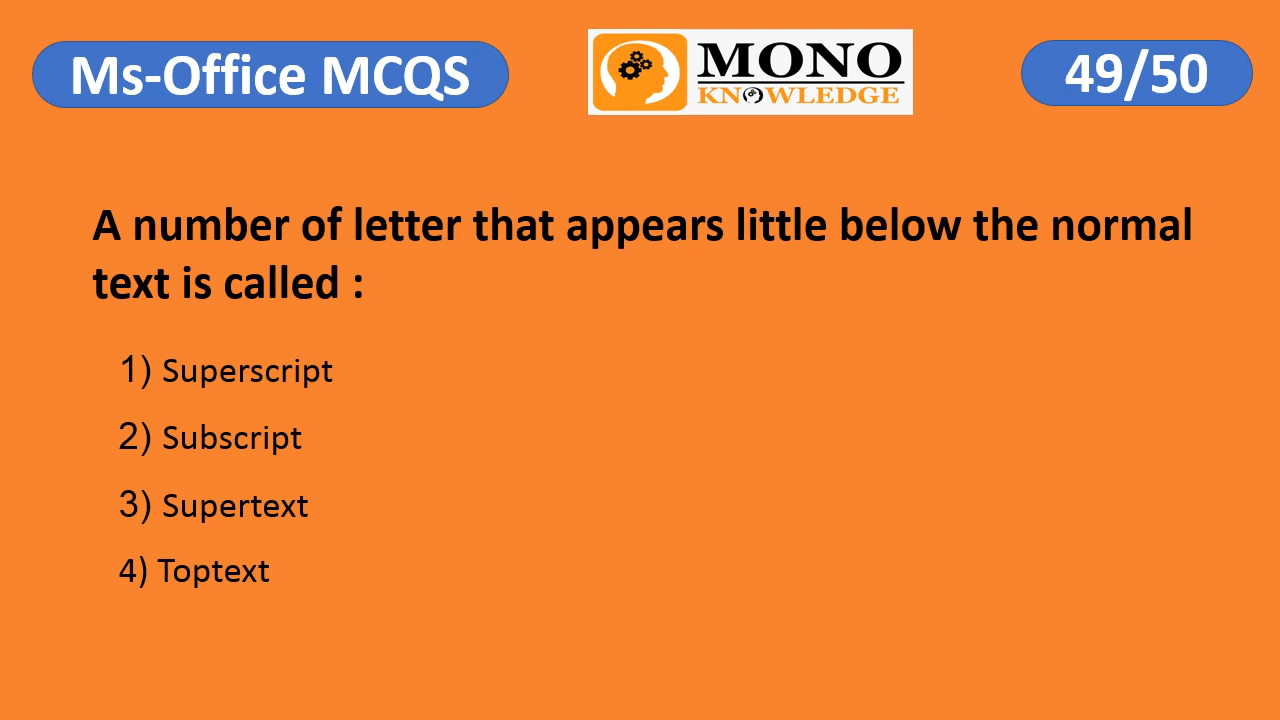 Ms-Office MCQS
MONO
KNOWLEDGE
49/50
A number of letter that appears little below the normal
text is called :
1) Superscript
2) Subscript
3) Supertext
4) Toptext